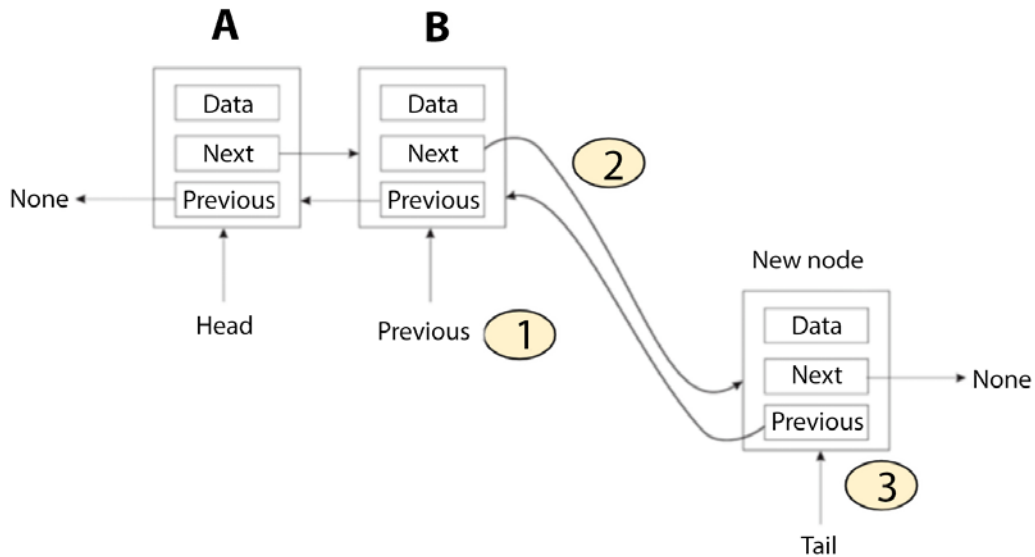 A
B
Data
Next
Previous
Data
Next
Previous
None
2
Head
Previous
1
New node
Data
Next
Previous
None
3
Tail